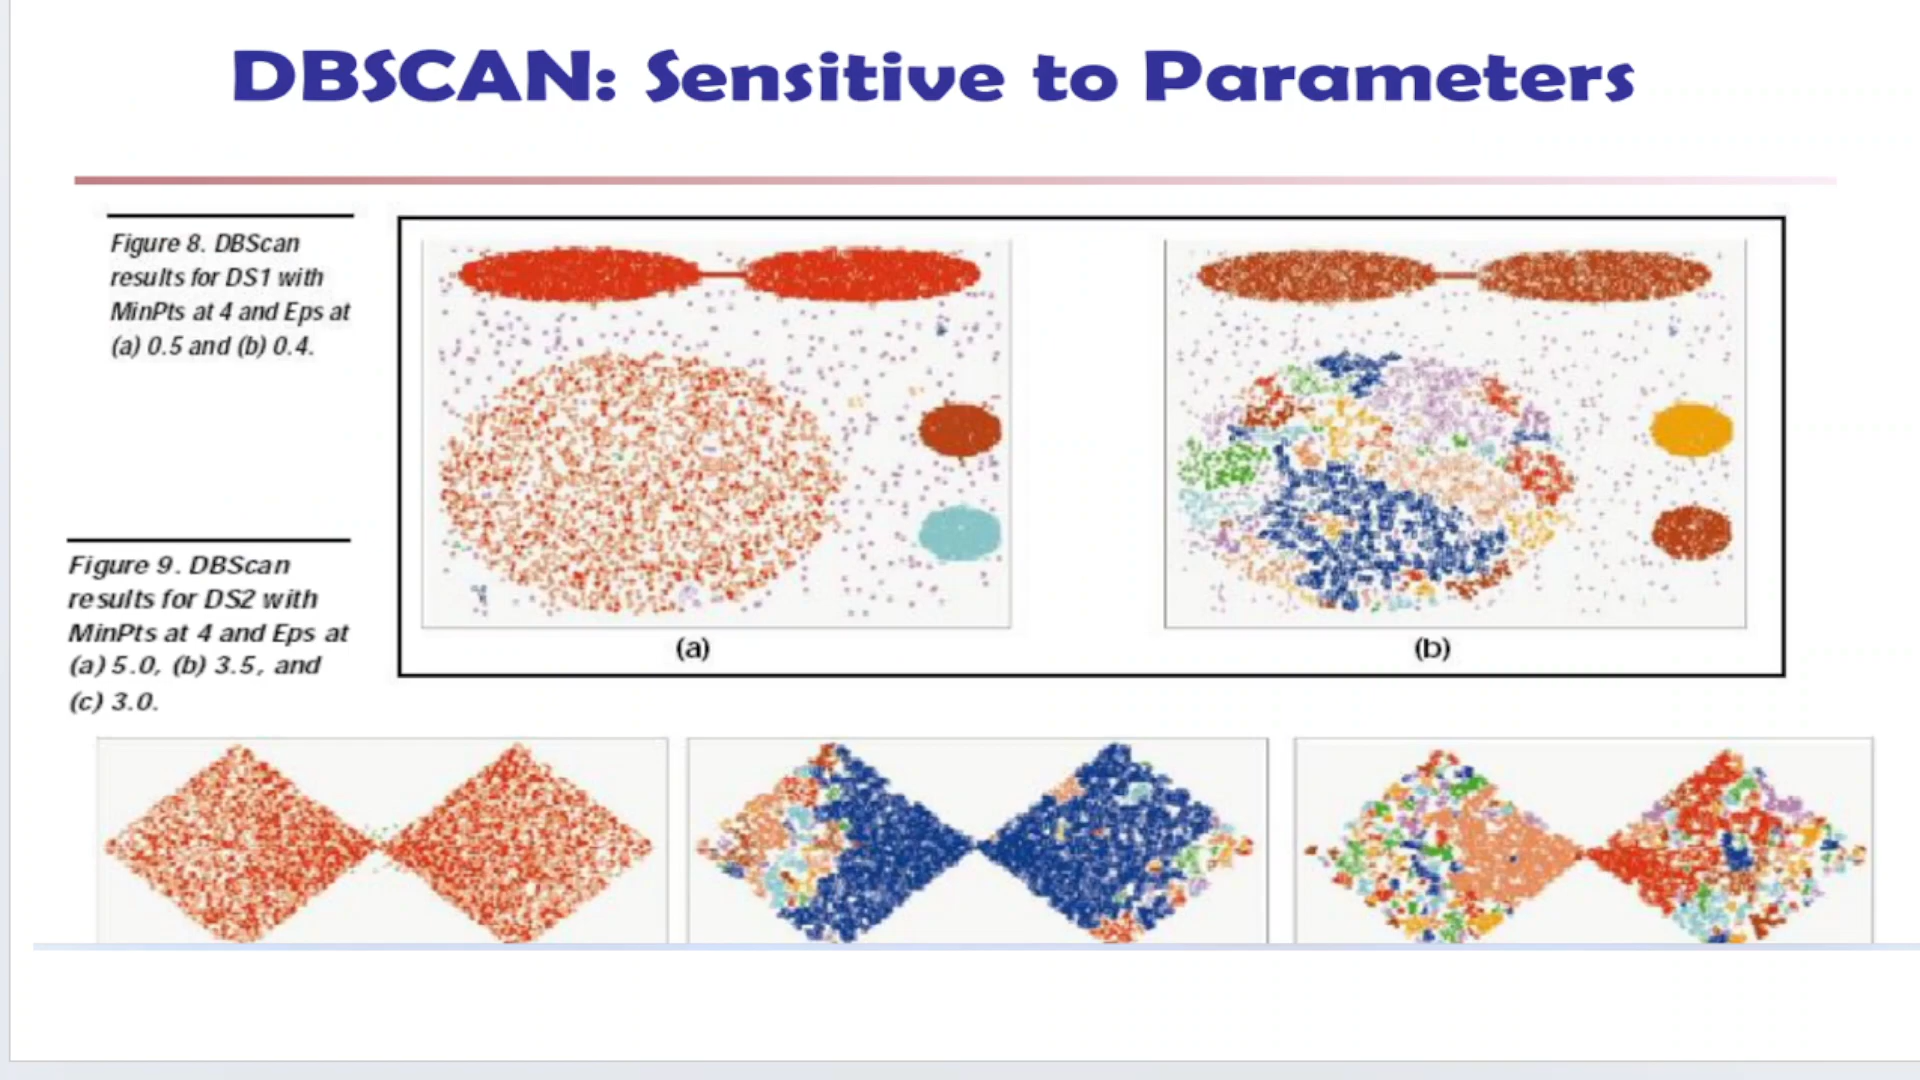 DBSCAN: Sensitive to Parameters
Figure 8. DBScan
results for DS1 with
MinPts at 4 and Eps at
(a) 0.5 and (b) 0.4.
(a)
(b)
Figure 9. DBScan
results for DS2 with
MinPts at 4 and Eps at
(a) 5.0, (b) 3.5, and
(c) 3.0.